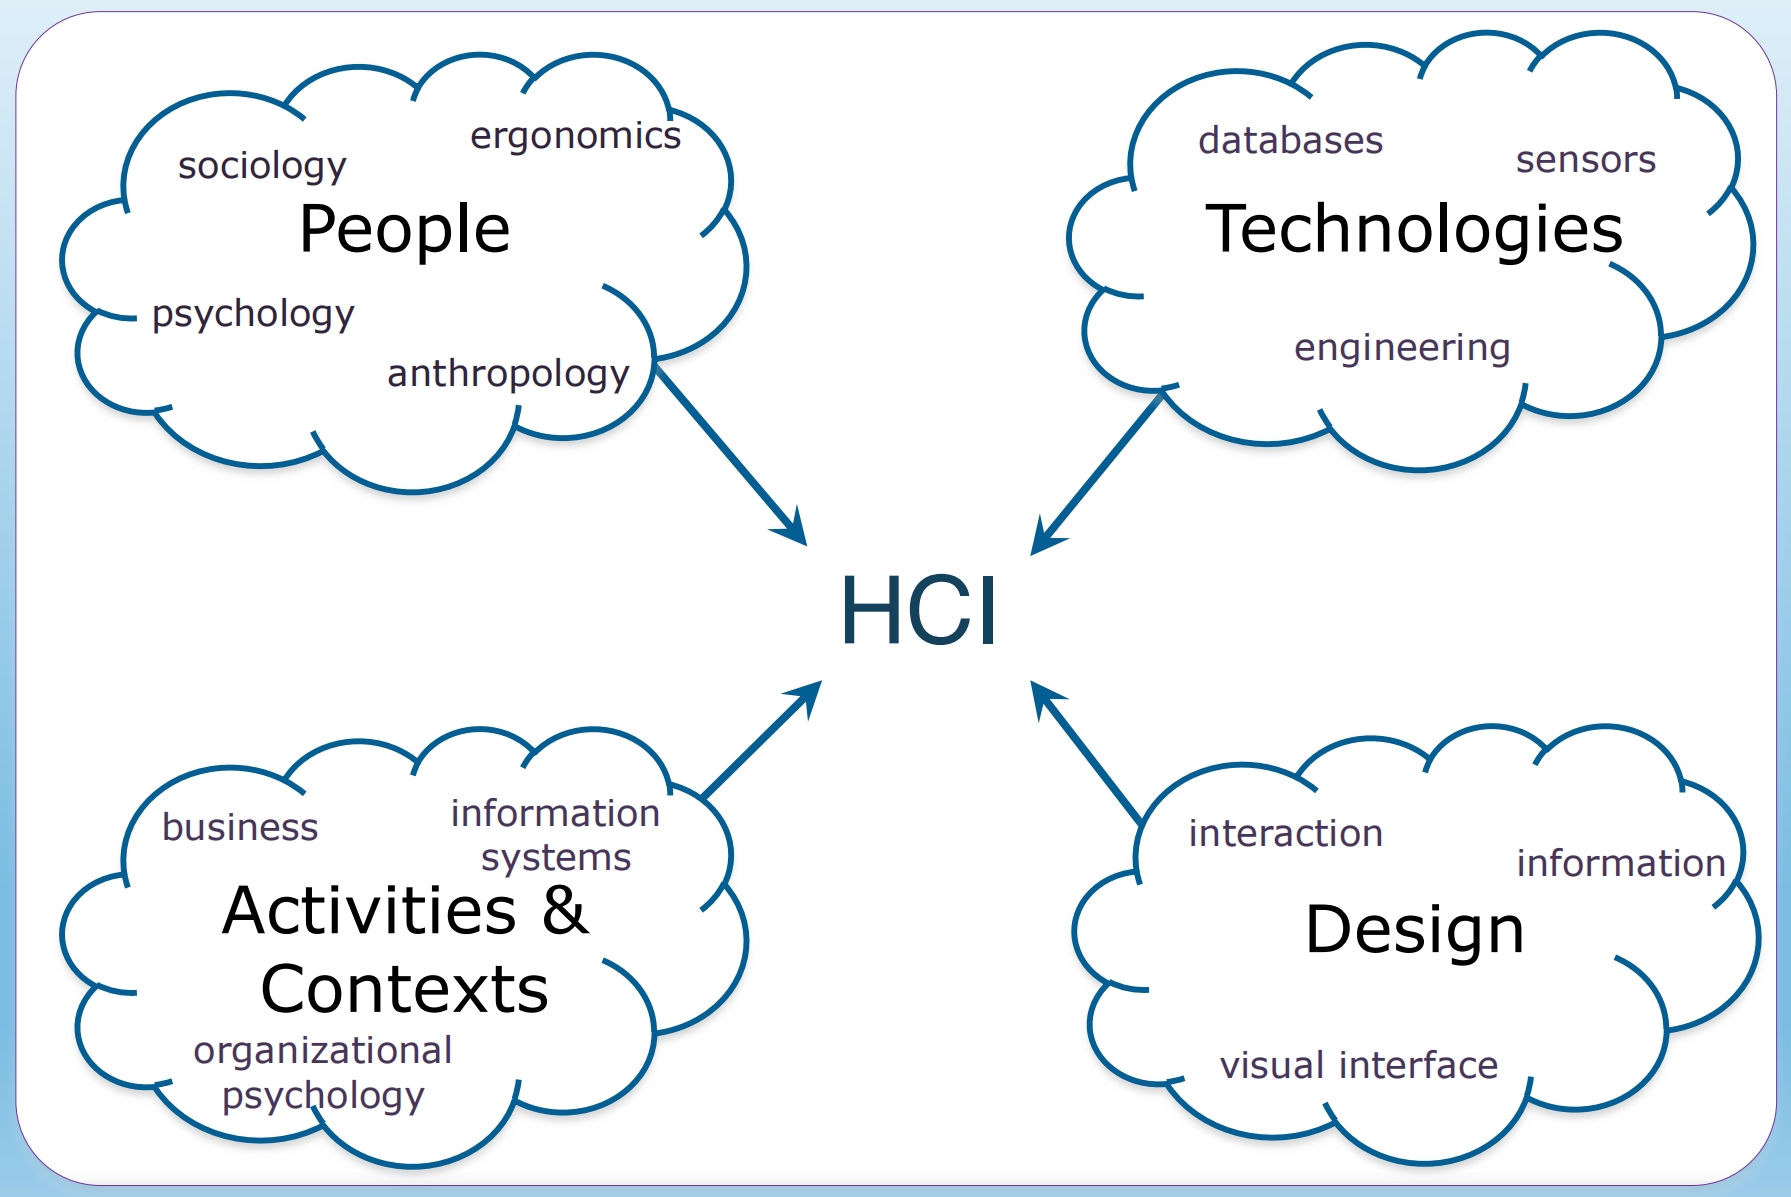 sociology
ergonomics
People
psychology
anthropology
databases
sensors
Technologies
engineering
HCI
business
information
systems
Activities &
Contexts
organizational
psychology
interaction
information
Design
visual interface